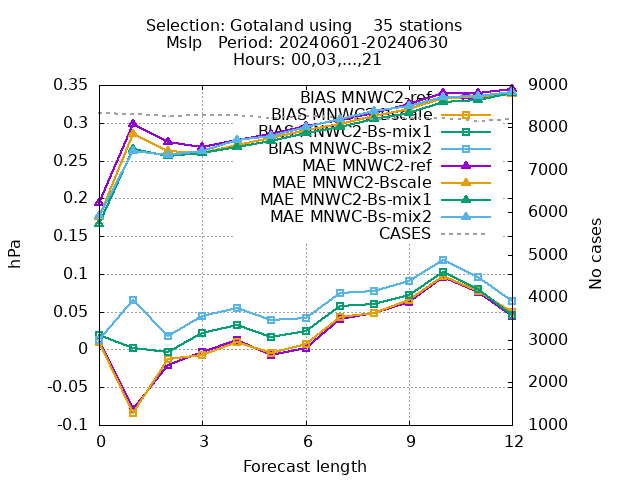 Selection: Gotaland using    35 stations
Mslp   Period: 20240601-20240630
Hours: 00,03,...,21
0.35
0.3
0.25
0.2
0.15
0.1
0.05
0
-0.05
-0.1
hPa
9000
8000
7000
6000
5000
4000
3000
2000
1000
No cases
BIAS MNWC2-ref
BIAS MNWC2-Bscale
BIAS MNWC2-Bs-mix1
BIAS MNWC-Bs-mix2
MAE MNWC2-ref
MAE MNWC2-Bscale
MAE MNWC2-Bs-mix1
MAE MNWC-Bs-mix2
CASES
0 3 6 9 12
Forecast length